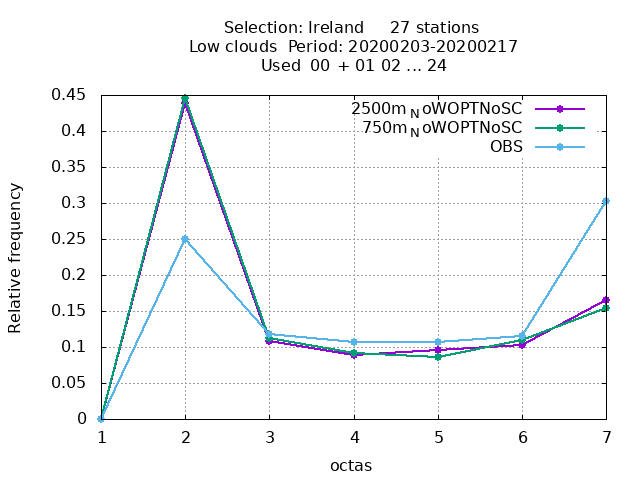 Selection: Ireland     27 stations
Low clouds  Period: 20200203-20200217
Used  00  + 01 02 ... 24
2500mNoWOPTNoSC
750mNoWOPTNoSC
OBS
Relative frequency
0.45
0.4
0.35
0.3
0.25
0.2
0.15
0.1
0.05
0
1 2 3 4 5 6 7
octas